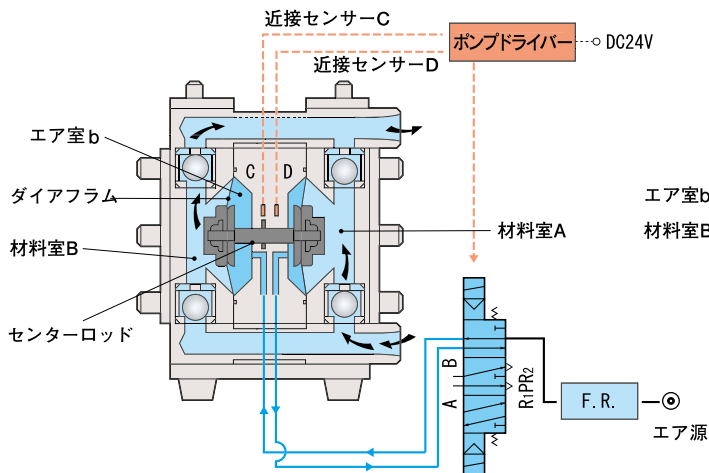 近接センサーC
ポンプドライバー
DC24V
近接センサーD
エア室b
C
D
ダイアフラム
材料室B
材料室A
エア室b
材料室B
センターロッド
B
A
R1PR2
F.R.
エア源